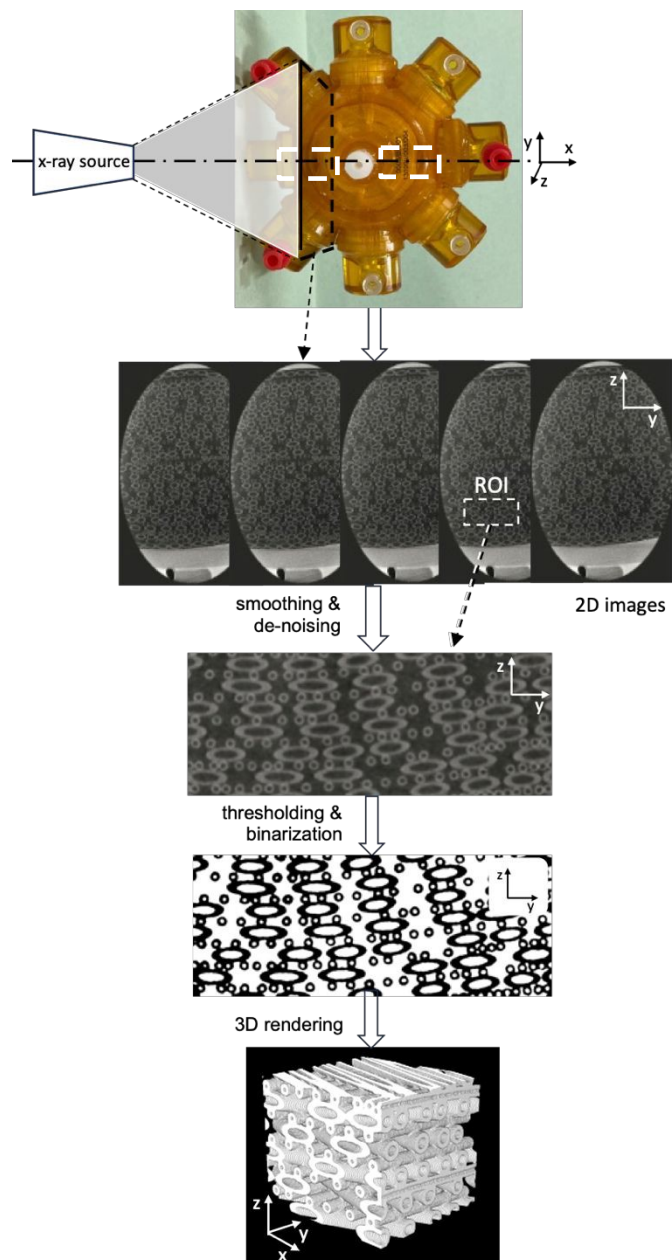 x-ray source
y
x
z
z
y
ROI
smoothing &
de-noising
2D images
z
y
thresholding &
binarization
z
y
3D rendering
z
y
x